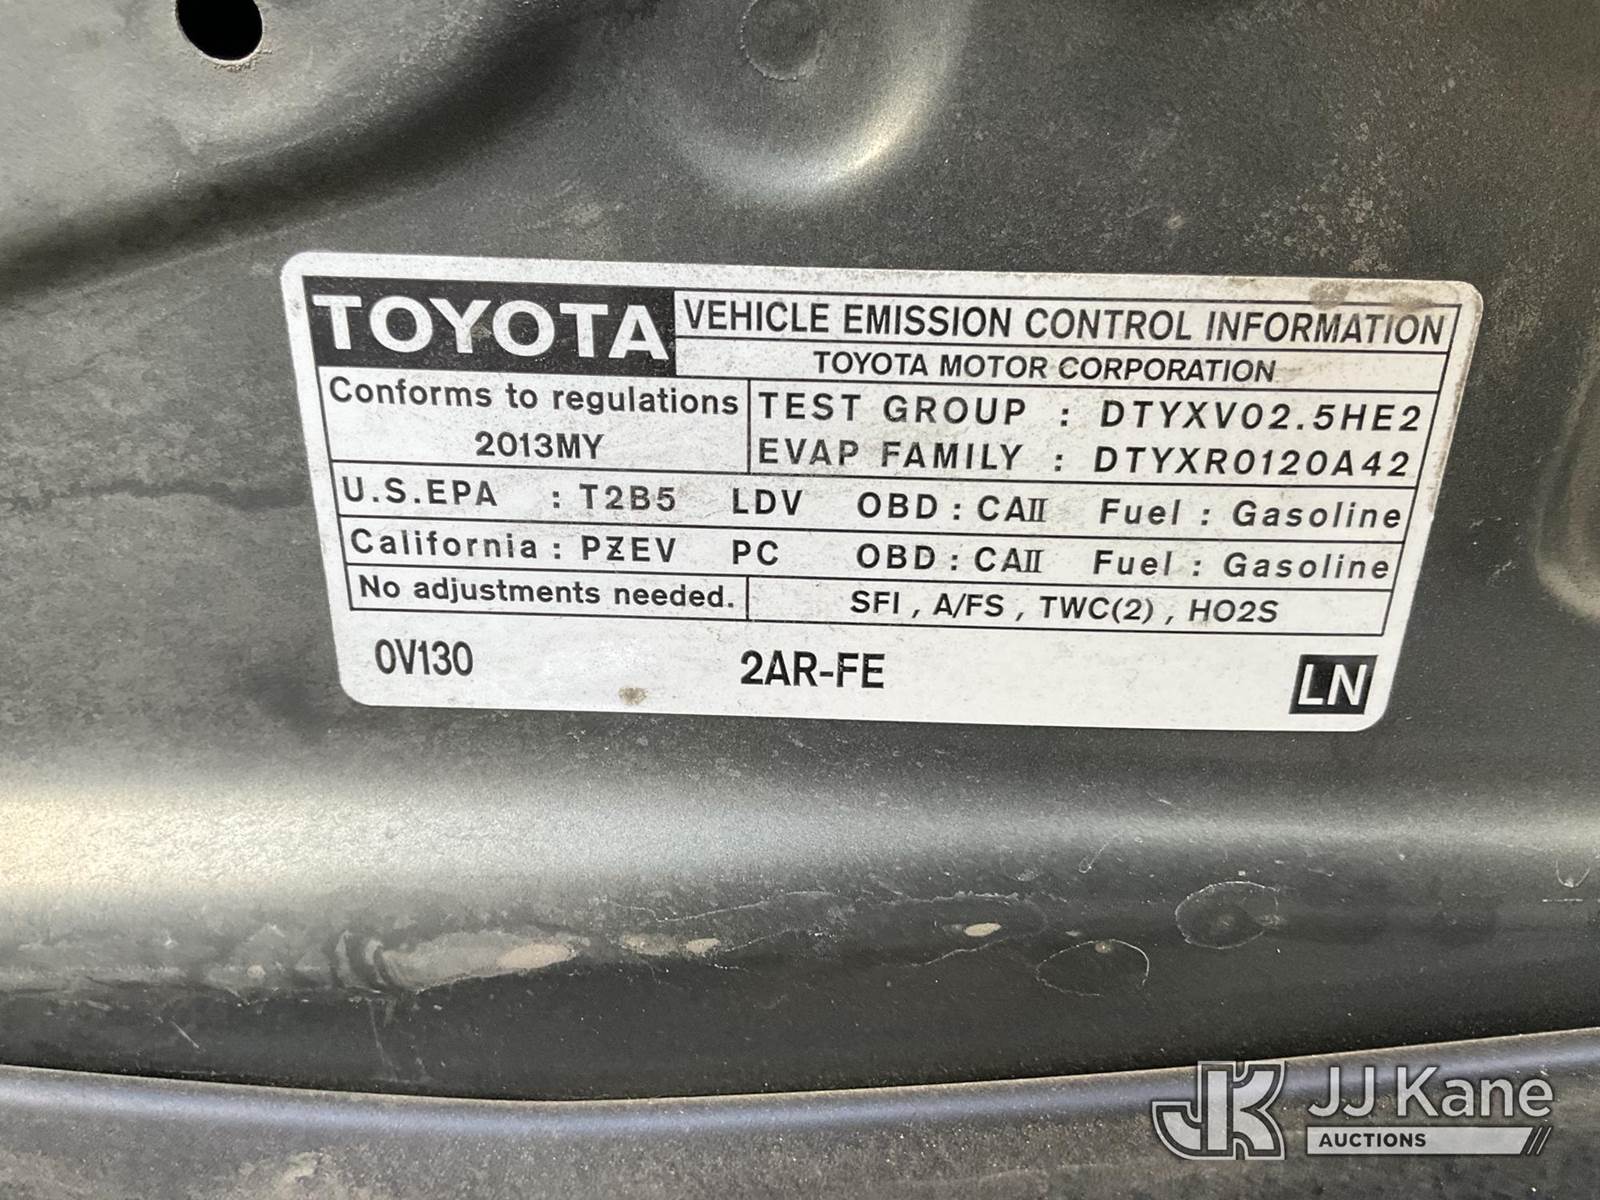 TOYOTA
VEHICLE EMISSION CONTROL INFORMATION
TOYOTA MOTOR CORPORATION
Conforms to regulations
2013MY
TEST GROUP : DTYXV02.5HE2
EVAP FAMILY : DTYXR0120A42
U.S.EPA : T2B5 LDV OBD : CAII Fuel : Gasoline
California : PƵEV PC OBD : CAII Fuel : Gasoline
No adjustments needed.
SFI , A/FS , TWC(2) , HO2S
0V130 2AR-FE LN
JK JJ Kane
AUCTIONS